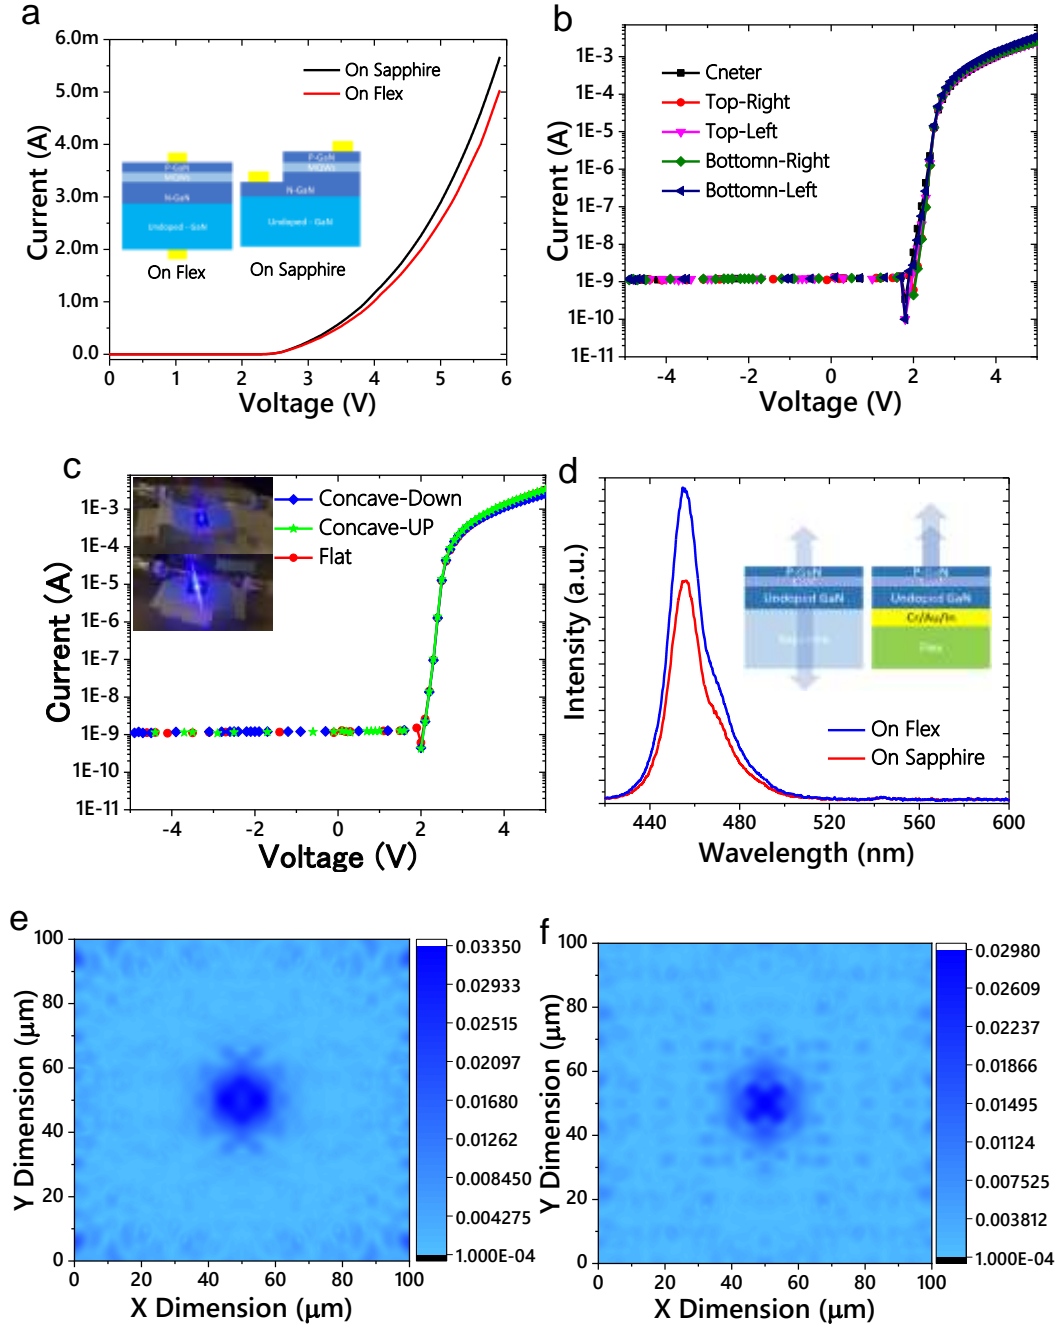 a
6.0m
5.0m
4.0m
3.0m
2.0m
1.0m
0.0
Current (A)
On Sapphire
On Flex
P-GaN
MQWs
N-GaN
Undoped - GaN
On Flex
P-GaN
MQWs
N-GaN
Undoped - GaN
On Sapphire
0 1 2 3 4 5 6
Voltage (V)
b
1E-3
1E-4
1E-5
1E-6
1E-7
1E-8
1E-9
1E-10
1E-11
Current (A)
Cneter
Top-Right
Top-Left
Bottomn-Right
Bottomn-Left
-4 -2 0 2 4
Voltage (V)
c
1E-3
1E-4
1E-5
1E-6
1E-7
1E-8
1E-9
1E-10
1E-11
Current (A)
Concave-Down
Concave-UP
Flat
-4 -2 0 2 4
Voltage (V)
d
Intensity (a.u.)
P-GaN
Undoped GaN
P-GaN
Undoped GaN
Cr/Au/In
Flex
On Flex
On Sapphire
440 480 520 560 600
Wavelength (nm)
e
100
80
60
40
20
0
Y Dimension (μm)
0 20 40 60 80 100
X Dimension (μm)
0.03350
0.02933
0.02515
0.02097
0.01680
0.01262
0.008450
0.004275
1.000E-04
f
100
80
60
40
20
0
Y Dimension (μm)
0 20 40 60 80 100
X Dimension (μm)
0.02980
0.02609
0.02237
0.01866
0.01495
0.01124
0.007525
0.003812
1.000E-04